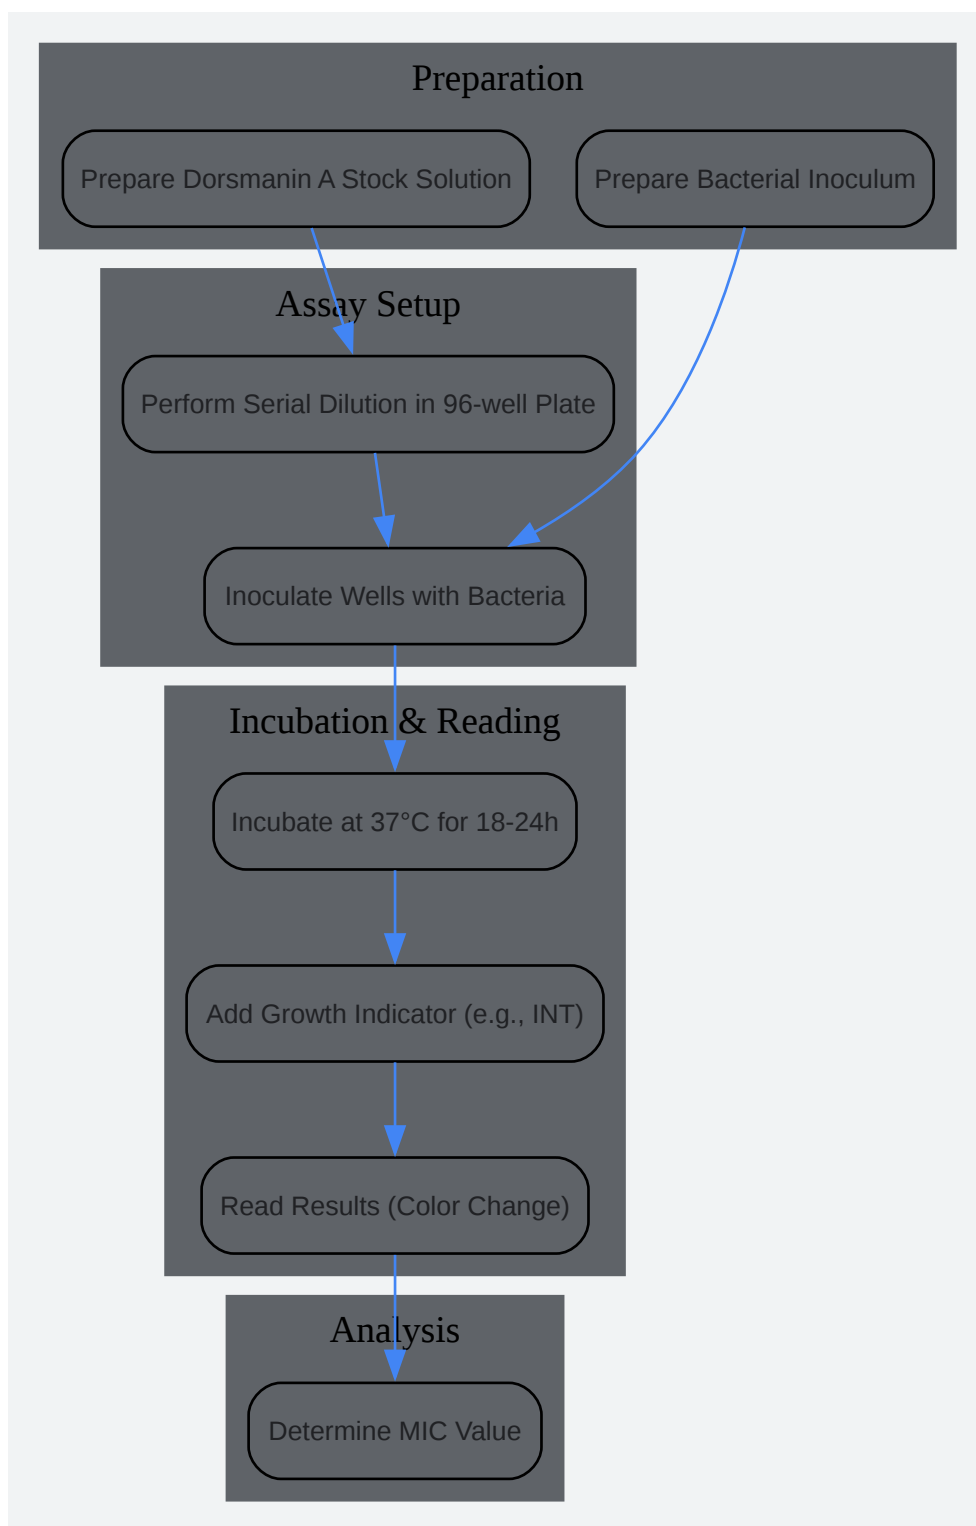 Preparation
Prepare Dorsmanin A Stock Solution
Prepare Bacterial Inoculum
Assay Setup
Perform Serial Dilution in 96-well Plate
Inoculate Wells with Bacteria
Incubation & Reading
Incubate at 37°C for 18-24h
Add Growth Indicator (e.g., INT)
Read Results (Color Change)
Analysis
Determine MIC Value